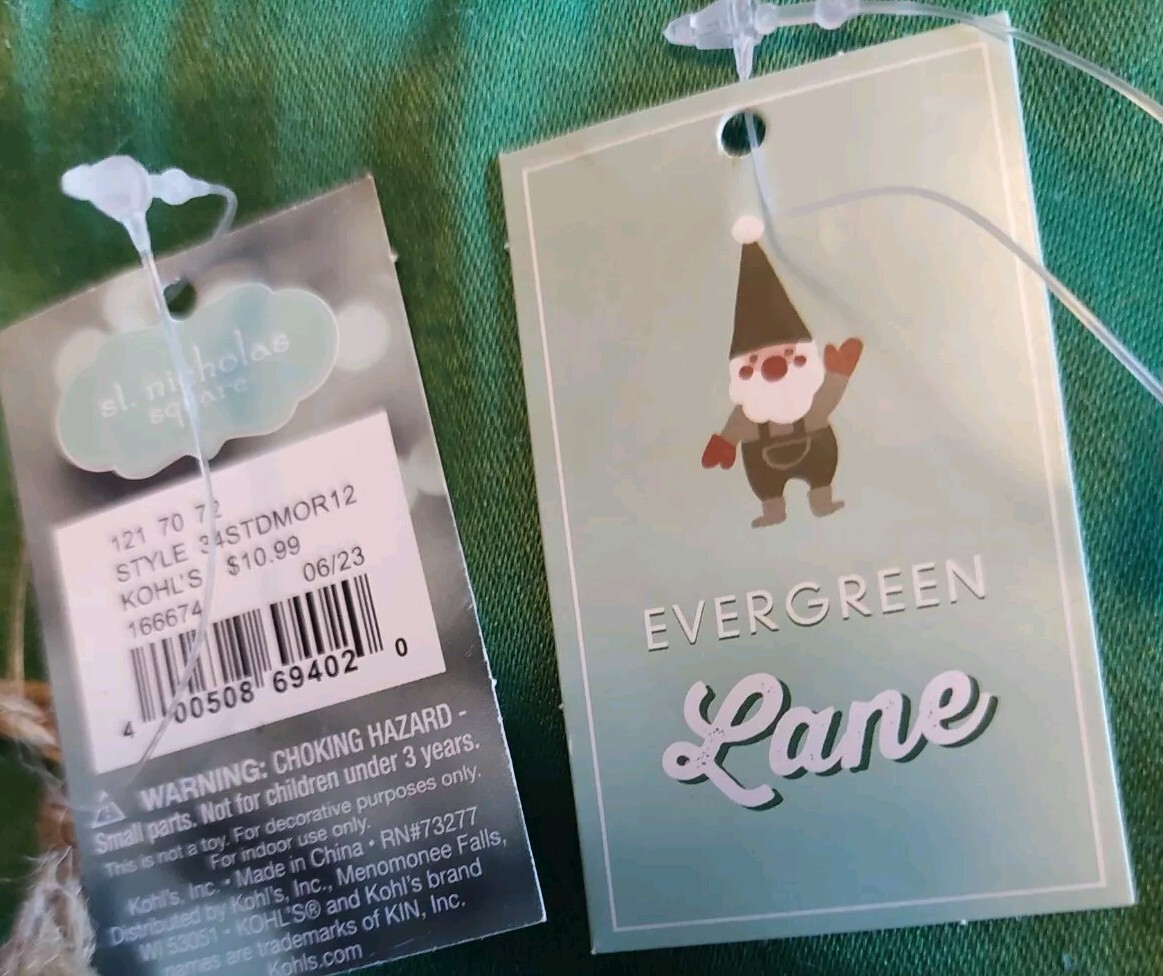 st. nicholas
square
121 70 72
STYLE 34STDMOR12
KOHL'S $10.99
166674 06/23
4 00508 69402 0
WARNING: CHOKING HAZARD -
Small parts. Not for children under 3 years.
This is not a toy. For decorative purposes only.
For indoor use only.
Kohl's, Inc. • Made in China • RN#73277
Distributed by Kohl's, Inc., Menomonee Falls,
WI 53051 - KOHL'S® and Kohl's brand
names are trademarks of KIN, Inc.
Kohls.com
EVERGREEN
Lane